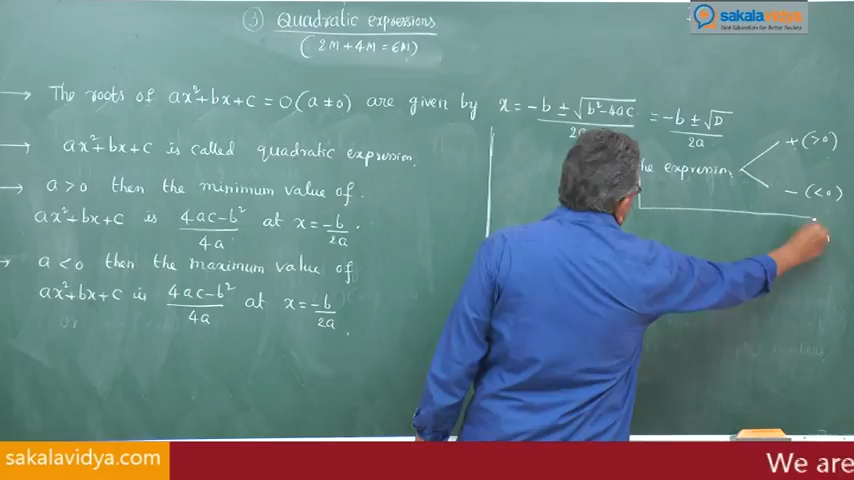 ③ Quadratic expressions
(2M+4M=6M)
sakalavidya
Best Education for Better Society
→ The roots of ax²+bx+c=0 (a≠0) are given by x = (-b ± √(b²-4ac))/2a = (-b ± √D)/2a
→ ax²+bx+c is called quadratic expression.
→ a>0 then the minimum value of
ax²+bx+c is (4ac-b²)/4a at x = -b/2a.
→ a<0 then the maximum value of
ax²+bx+c is (4ac-b²)/4a at x = -b/2a.
the expression
+ (>0)
- (<0)
sakalavidya.com
We are